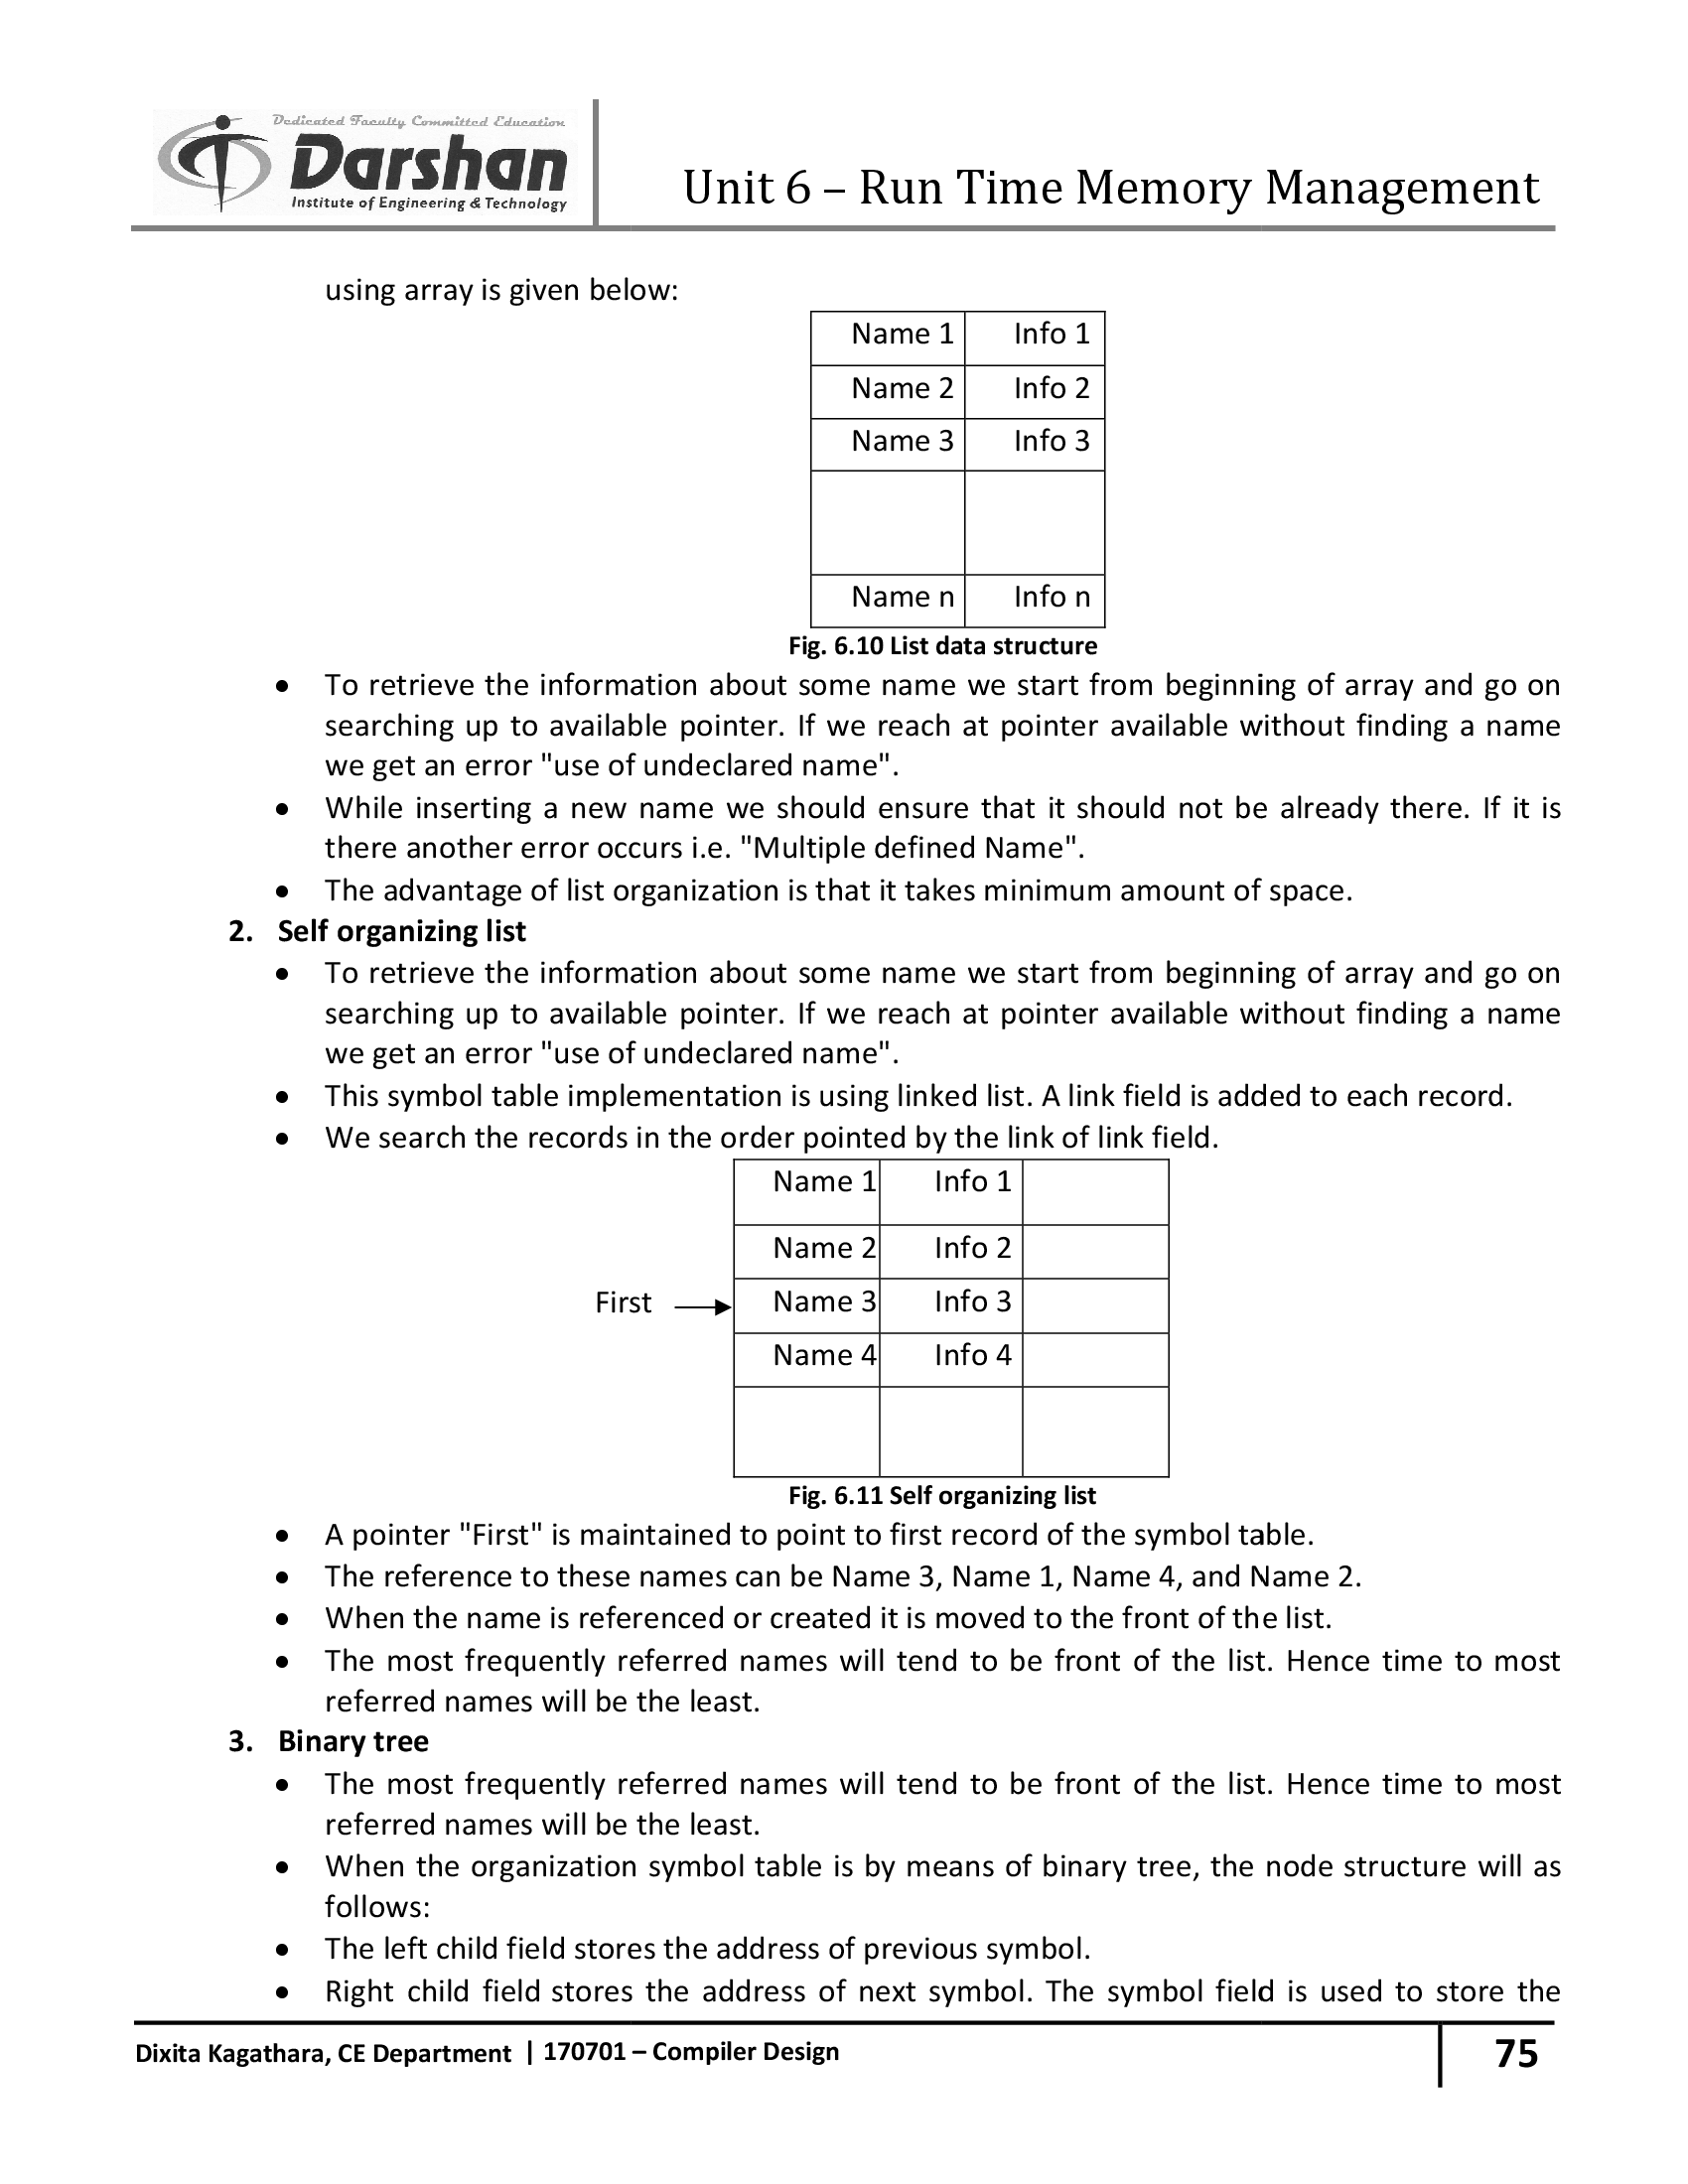 Dedicated Faculty Committed Education
Darshan
Institute of Engineering & Technology
Unit 6 – Run Time Memory Management
using array is given below:
Name 1 Info 1
Name 2 Info 2
Name 3 Info 3
Name n Info n
Fig. 6.10 List data structure
• To retrieve the information about some name we start from beginning of array and go on
searching up to available pointer. If we reach at pointer available without finding a name
we get an error "use of undeclared name".
• While inserting a new name we should ensure that it should not be already there. If it is
there another error occurs i.e. "Multiple defined Name".
• The advantage of list organization is that it takes minimum amount of space.
2. Self organizing list
• To retrieve the information about some name we start from beginning of array and go on
searching up to available pointer. If we reach at pointer available without finding a name
we get an error "use of undeclared name".
• This symbol table implementation is using linked list. A link field is added to each record.
• We search the records in the order pointed by the link of link field.
Name 1 Info 1
Name 2 Info 2
First Name 3 Info 3
Name 4 Info 4
Fig. 6.11 Self organizing list
• A pointer "First" is maintained to point to first record of the symbol table.
• The reference to these names can be Name 3, Name 1, Name 4, and Name 2.
• When the name is referenced or created it is moved to the front of the list.
• The most frequently referred names will tend to be front of the list. Hence time to most
referred names will be the least.
3. Binary tree
• The most frequently referred names will tend to be front of the list. Hence time to most
referred names will be the least.
• When the organization symbol table is by means of binary tree, the node structure will as
follows:
• The left child field stores the address of previous symbol.
• Right child field stores the address of next symbol. The symbol field is used to store the
Dixita Kagathara, CE Department | 170701 – Compiler Design
75